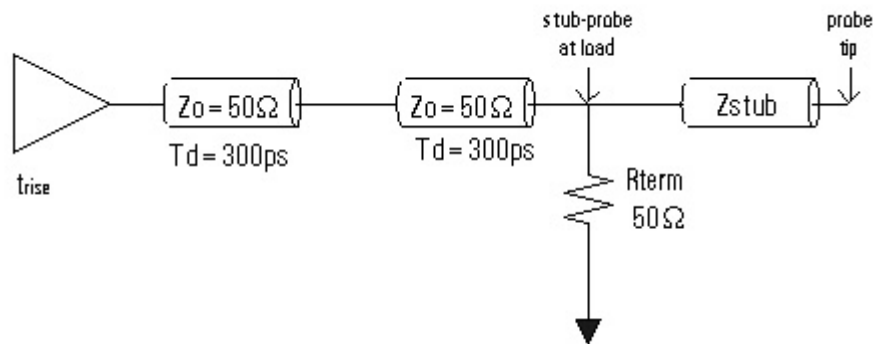 stub-probe
at load
probe
tip
Zo = 50Ω
Zo = 50Ω
Zstub
Td = 300ps
Td = 300ps
trise
Rterm
50Ω